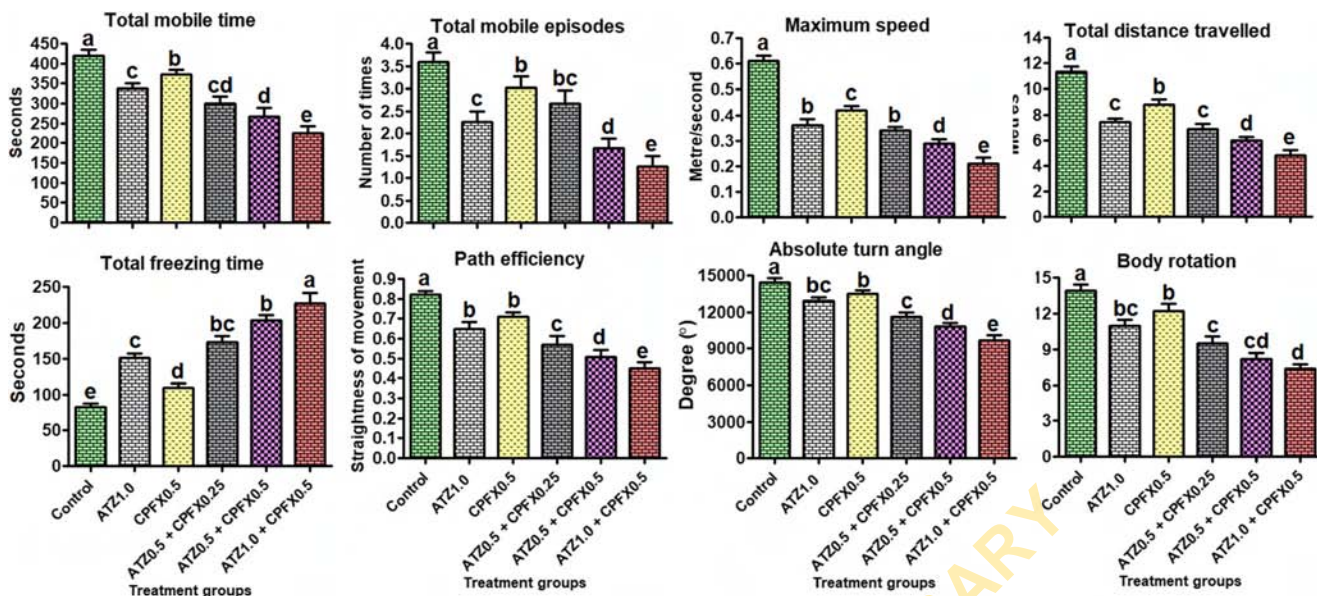 Total mobile time
Seconds
450
400
350
300
250
200
150
100
50
0
a
c
b
cd
d
e
Total mobile episodes
Number of times
4.0
3.5
3.0
2.5
2.0
1.5
1.0
0.5
0.0
a
c
b
bc
d
e
Maximum speed
Metre/second
0.7
0.6
0.5
0.4
0.3
0.2
0.1
0.0
a
b
c
b
d
e
Total distance travelled
14
12
10
8
6
4
2
0
a
c
b
c
d
e
Total freezing time
Seconds
250
200
150
100
50
0
e
c
d
bc
b
a
Control
ATZ1.0
CPFX0.5
ATZ0.5 + CPFX0.25
ATZ0.5 + CPFX0.5
ATZ1.0 + CPFX0.5
Treatment groups
Path efficiency
Straightness of movement
0.9
0.8
0.7
0.6
0.5
0.4
0.3
0.2
0.1
0.0
a
b
b
c
d
e
Control
ATZ1.0
CPFX0.5
ATZ0.5 + CPFX0.25
ATZ0.5 + CPFX0.5
ATZ1.0 + CPFX0.5
Treatment groups
Absolute turn angle
Degree (°)
15000
12000
9000
6000
3000
0
a
bc
b
c
d
e
Control
ATZ1.0
CPFX0.5
ATZ0.5 + CPFX0.25
ATZ0.5 + CPFX0.5
ATZ1.0 + CPFX0.5
Treatment groups
Body rotation
15
12
9
6
3
0
a
bc
b
c
cd
d
Control
ATZ1.0
CPFX0.5
ATZ0.5 + CPFX0.25
ATZ0.5 + CPFX0.5
ATZ1.0 + CPFX0.5
Treatment groups
ARY